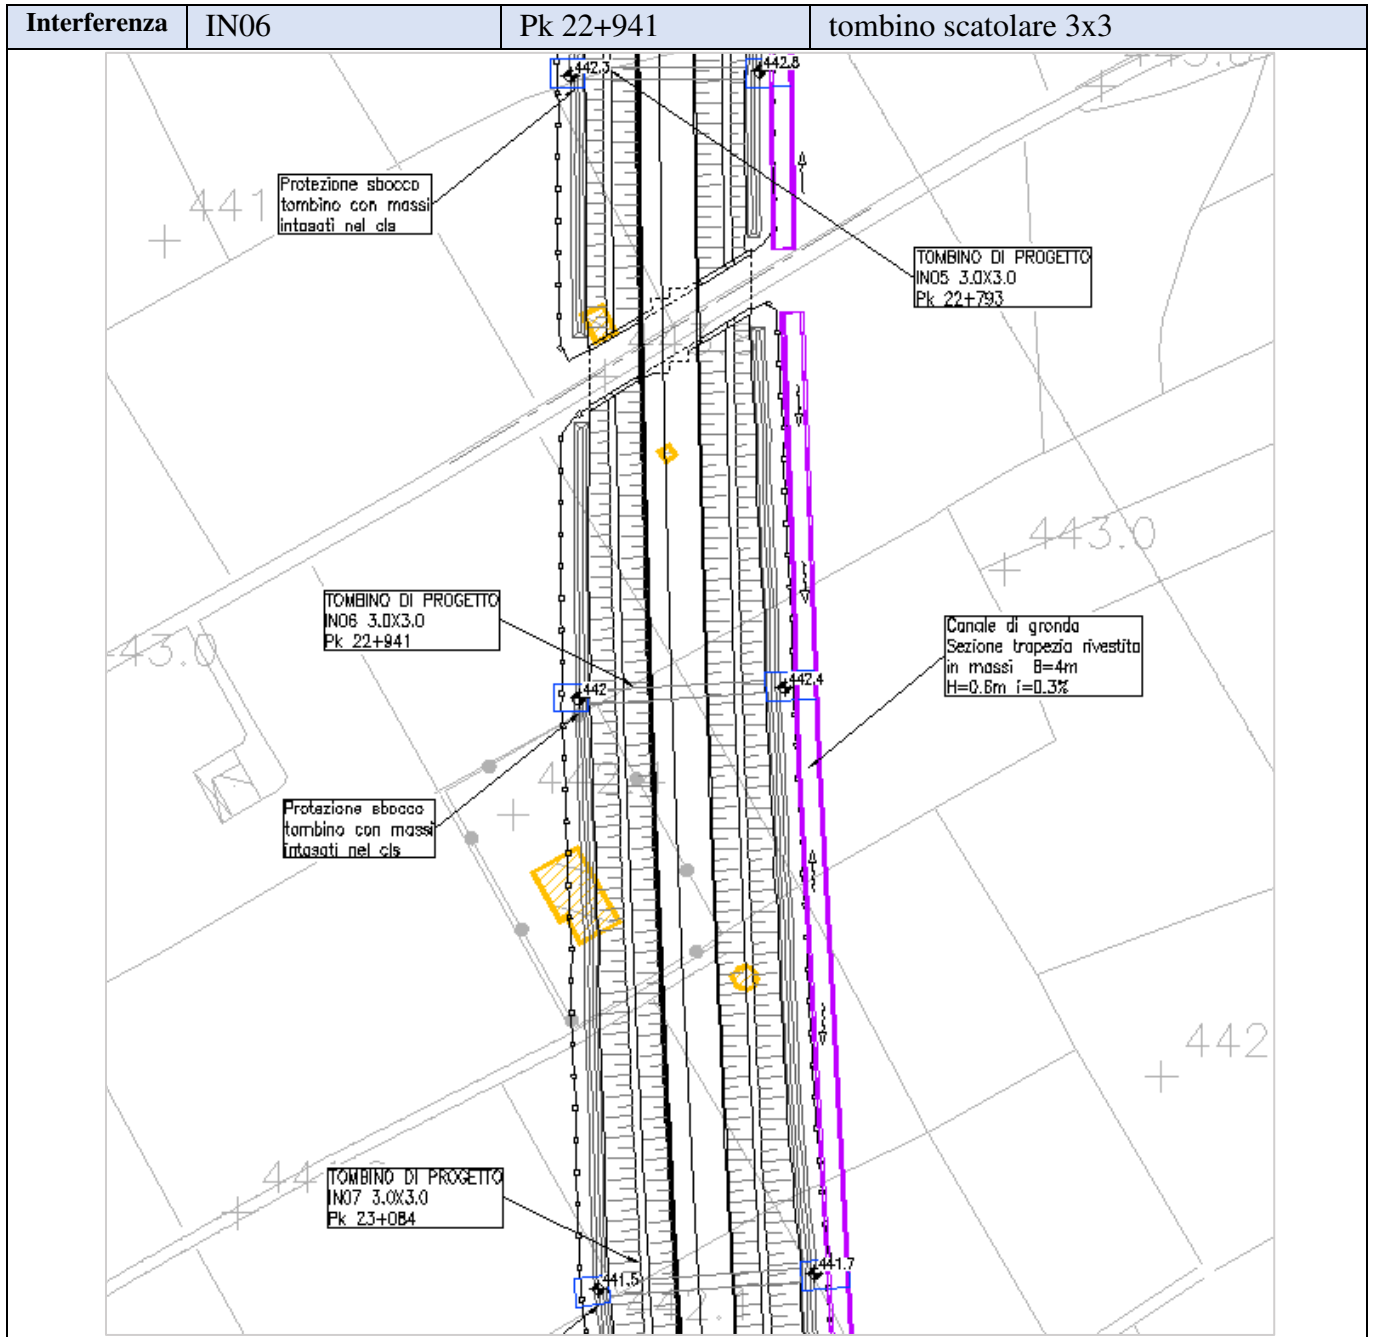 Interferenza IN06 Pk 22+941 tombino scatolare 3x3
442.3
442.8
441
Protezione sbocco
tombino con massi
intasati nel cls
TOMBINO DI PROGETTO
IN05 3.0X3.0
Pk 22+793
443.0
TOMBINO DI PROGETTO
IN06 3.0X3.0
Pk 22+941
43.0
Canale di gronda
Sezione trapezia rivestita
in massi B=4m
H=0.6m i=0.3%
442
442.4
Protezione sbocco
tombino con massi
intasati nel cls
442
TOMBINO DI PROGETTO
IN07 3.0X3.0
Pk 23+084
441.5
441.7